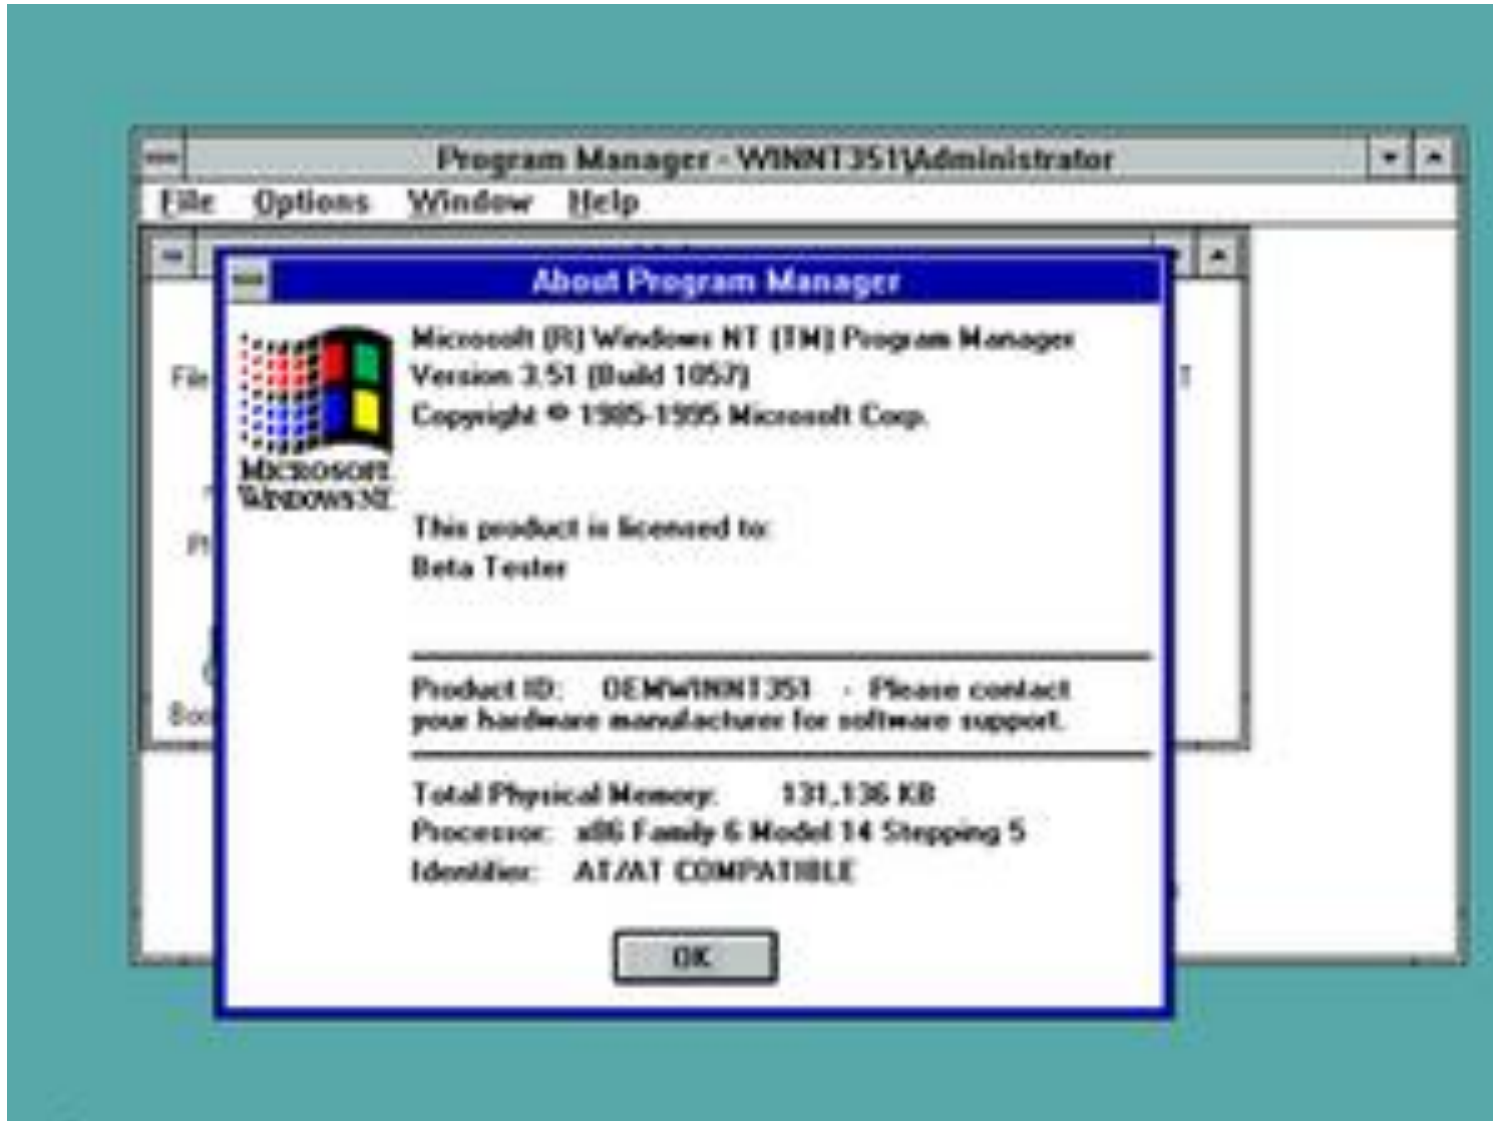 Program Manager - WINNT351\Administrator
File Options Window Help
About Program Manager
Microsoft (R) Windows NT (TM) Program Manager
Version 3.51 (Build 1057)
Copyright © 1985-1995 Microsoft Corp.
MICROSOFT
WINDOWS NT
This product is licensed to:
Beta Tester
Product ID: OEMWINNT351 - Please contact
your hardware manufacturer for software support.
Total Physical Memory: 131,136 KB
Processor: x86 Family 6 Model 14 Stepping 5
Identifier: AT/AT COMPATIBLE
OK
File